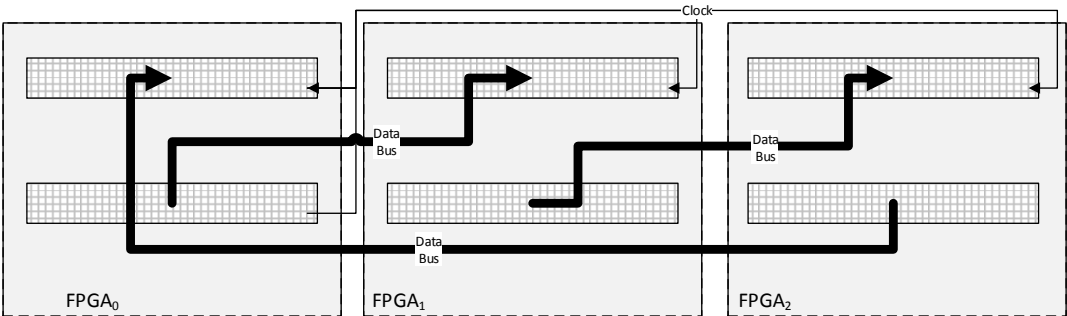 Clock
Data
Bus
Data
Bus
Data
Bus
FPGA₀
FPGA₁
FPGA₂